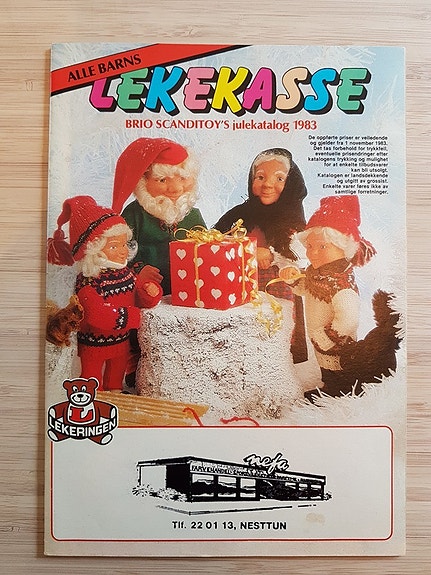 ALLE BARNS
LEKEKASSE
BRIO SCANDITOY'S julekatalog 1983
De oppførte priser er veiledende
og gjelder fra 1 november 1983.
Det tas forbehold for trykkfeil,
eventuelle prisendringer etter
katalogens trykking og mulighet
for at enkelte tilbudsvarer
kan bli utsolgt.
Katalogen er landsdekkende
og utgitt av grossist.
Enkelte varer føres ikke av
samtlige forretninger.
LEKERINGEN
neja
Tlf. 22 01 13, NESTTUN